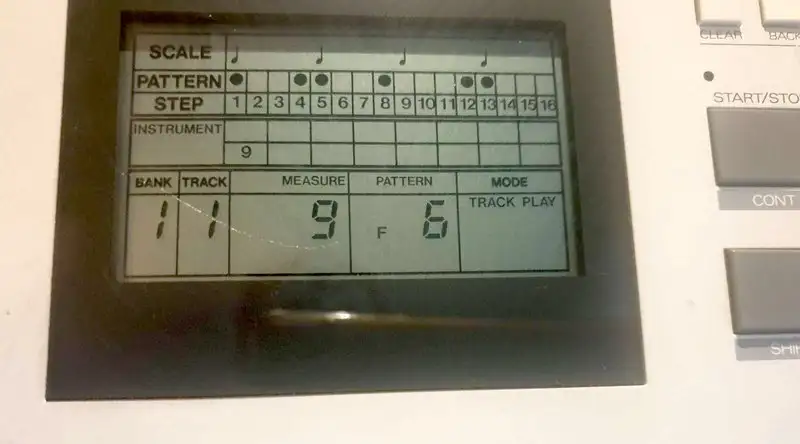 CLEAR
SCALE
PATTERN
STEP 1 2 3 4 5 6 7 8 9 10 11 12 13 14 15 16
INSTRUMENT
9
BANK TRACK MEASURE PATTERN MODE
TRACK PLAY
1 1 9 F 6
START/STO
CONT
SHI